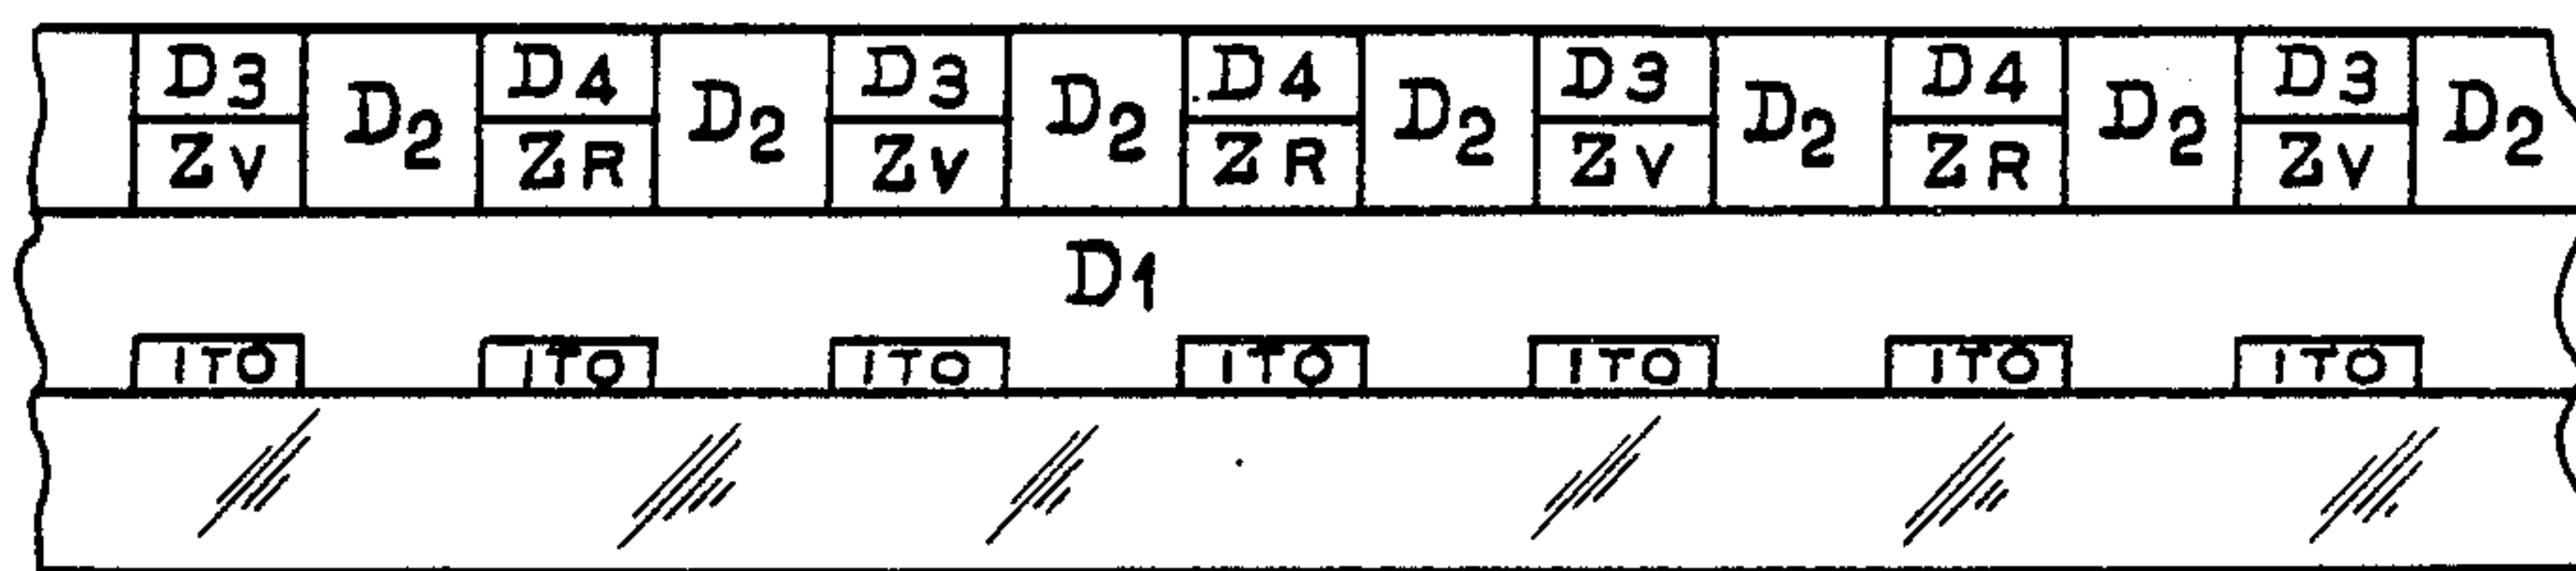 D3 D4 D3 D4 D3 D4 D3
D2 D2 D2 D2 D2 D2 D2
ZV ZR ZV ZR ZV ZR ZV
D1
ITO ITO ITO ITO ITO ITO ITO